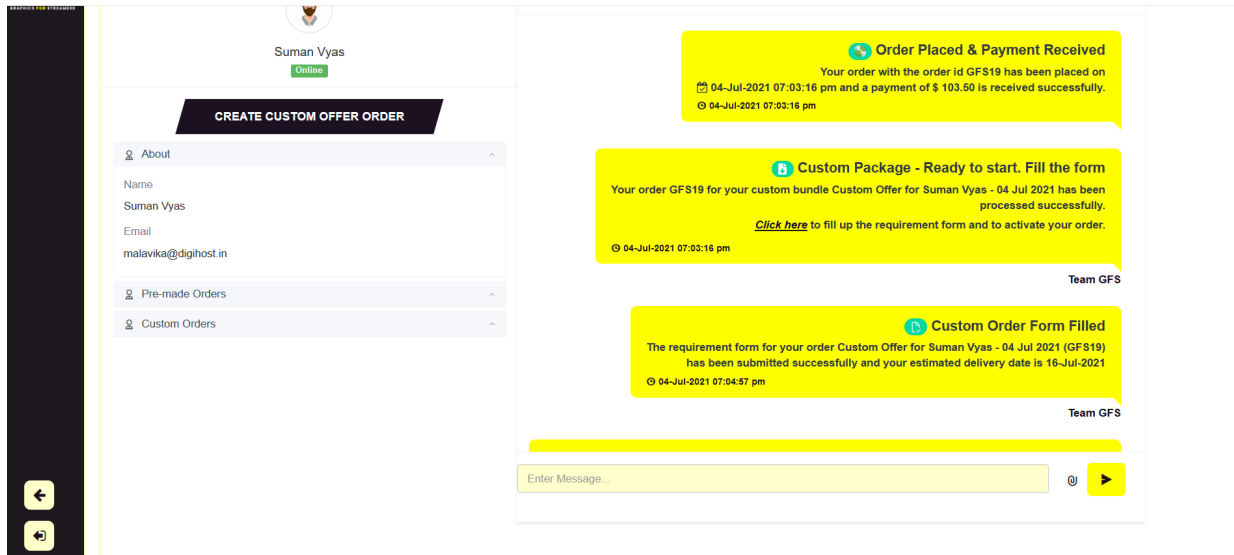 GRAPHICS FOR STREAMERS
Suman Vyas
Online
CREATE CUSTOM OFFER ORDER
About
Name
Suman Vyas
Email
malavika@digihost.in
Pre-made Orders
Custom Orders
Order Placed & Payment Received
Your order with the order id GFS19 has been placed on
04-Jul-2021 07:03:16 pm and a payment of $ 103.50 is received successfully.
04-Jul-2021 07:03:16 pm
Custom Package - Ready to start. Fill the form
Your order GFS19 for your custom bundle Custom Offer for Suman Vyas - 04 Jul 2021 has been
processed successfully.
Click here to fill up the requirement form and to activate your order.
04-Jul-2021 07:03:16 pm
Team GFS
Custom Order Form Filled
The requirement form for your order Custom Offer for Suman Vyas - 04 Jul 2021 (GFS19)
has been submitted successfully and your estimated delivery date is 16-Jul-2021
04-Jul-2021 07:04:57 pm
Team GFS
Enter Message...